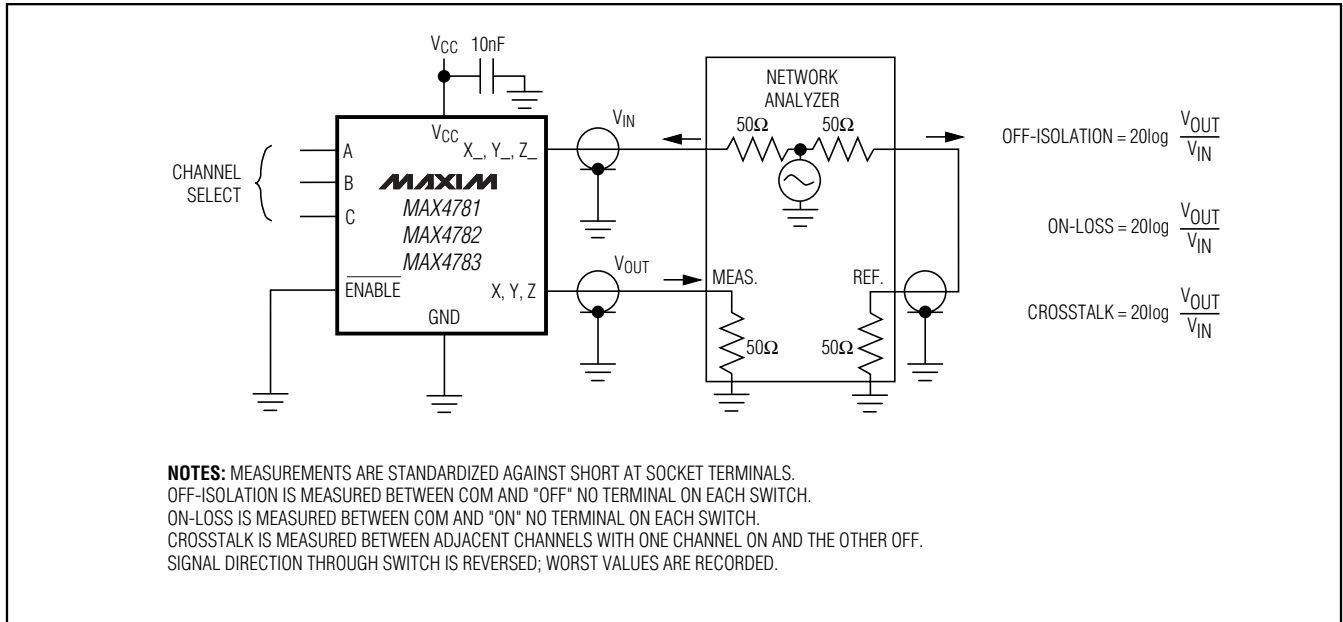 VCC 10nF
NETWORK
ANALYZER
VIN
50Ω 50Ω
OFF-ISOLATION = 20log VOUT
VIN
VCC
A
X_, Y_, Z_
CHANNEL
SELECT
B
MAXIM
C
MAX4781
MAX4782
MAX4783
ON-LOSS = 20log VOUT
VIN
VOUT
MEAS.
REF.
ENABLE
X, Y, Z
GND
CROSSTALK = 20log VOUT
VIN
50Ω
50Ω
NOTES: MEASUREMENTS ARE STANDARDIZED AGAINST SHORT AT SOCKET TERMINALS.
OFF-ISOLATION IS MEASURED BETWEEN COM AND "OFF" NO TERMINAL ON EACH SWITCH.
ON-LOSS IS MEASURED BETWEEN COM AND "ON" NO TERMINAL ON EACH SWITCH.
CROSSTALK IS MEASURED BETWEEN ADJACENT CHANNELS WITH ONE CHANNEL ON AND THE OTHER OFF.
SIGNAL DIRECTION THROUGH SWITCH IS REVERSED; WORST VALUES ARE RECORDED.